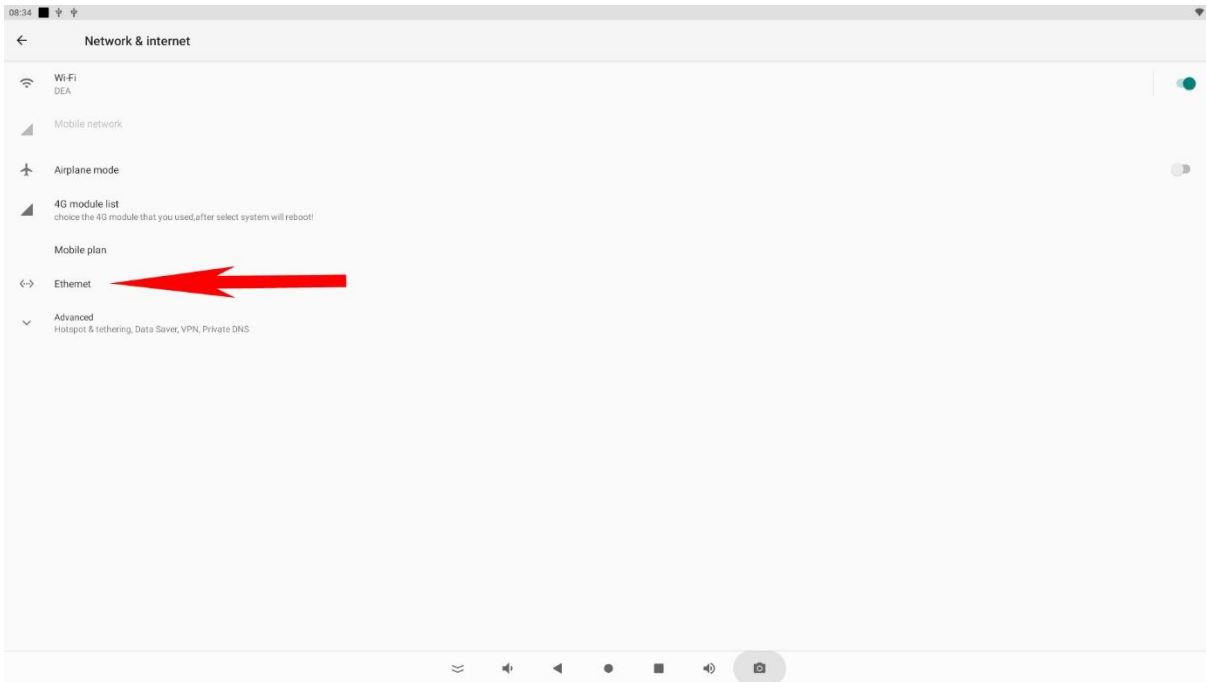 08:34
Network & internet
Wi-Fi
DEA
Mobile network
Airplane mode
4G module list
choice the 4G module that you used,after select system will reboot!
Mobile plan
Ethernet
Advanced
Hotspot & tethering, Data Saver, VPN, Private DNS